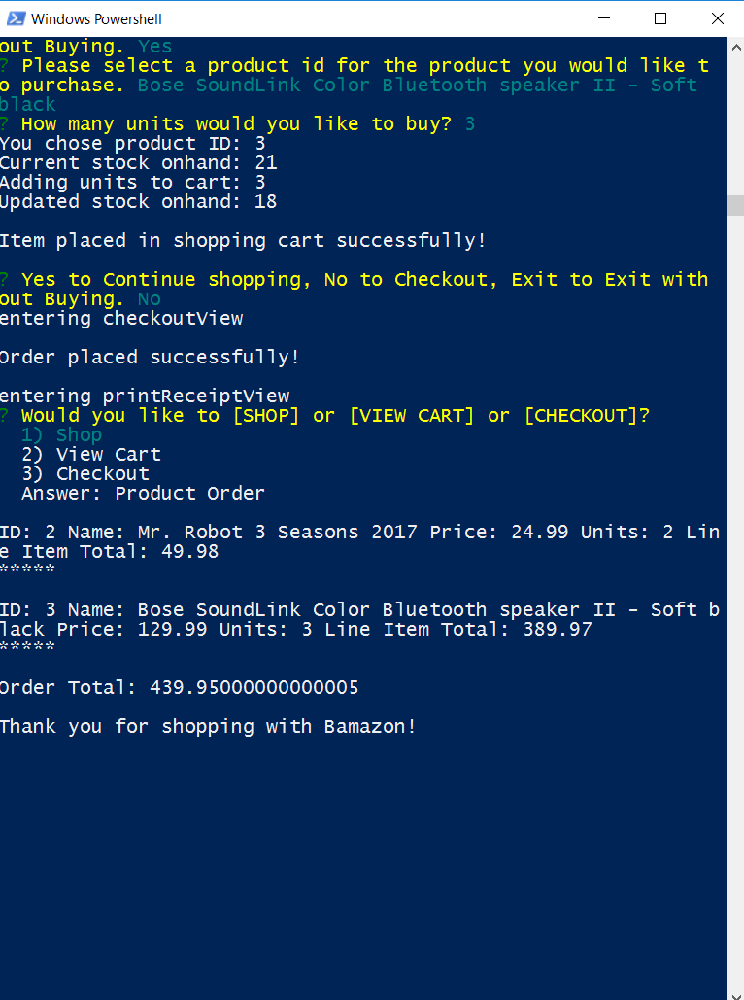 Windows Powershell
out Buying. Yes
? Please select a product id for the product you would like t
o purchase. Bose SoundLink Color Bluetooth speaker II - Soft
black
? How many units would you like to buy? 3
You chose product ID: 3
Current stock onhand: 21
Adding units to cart: 3
Updated stock onhand: 18
Item placed in shopping cart successfully!
? Yes to Continue shopping, No to Checkout, Exit to Exit with
out Buying. No
entering checkoutView
Order placed successfully!
entering printReceiptView
? Would you like to [SHOP] or [VIEW CART] or [CHECKOUT]?
1) Shop
2) View Cart
3) Checkout
Answer: Product Order
ID: 2 Name: Mr. Robot 3 Seasons 2017 Price: 24.99 Units: 2 Lin
e Item Total: 49.98
*****
ID: 3 Name: Bose SoundLink Color Bluetooth speaker II - Soft b
lack Price: 129.99 Units: 3 Line Item Total: 389.97
*****
Order Total: 439.95000000000005
Thank you for shopping with Bamazon!